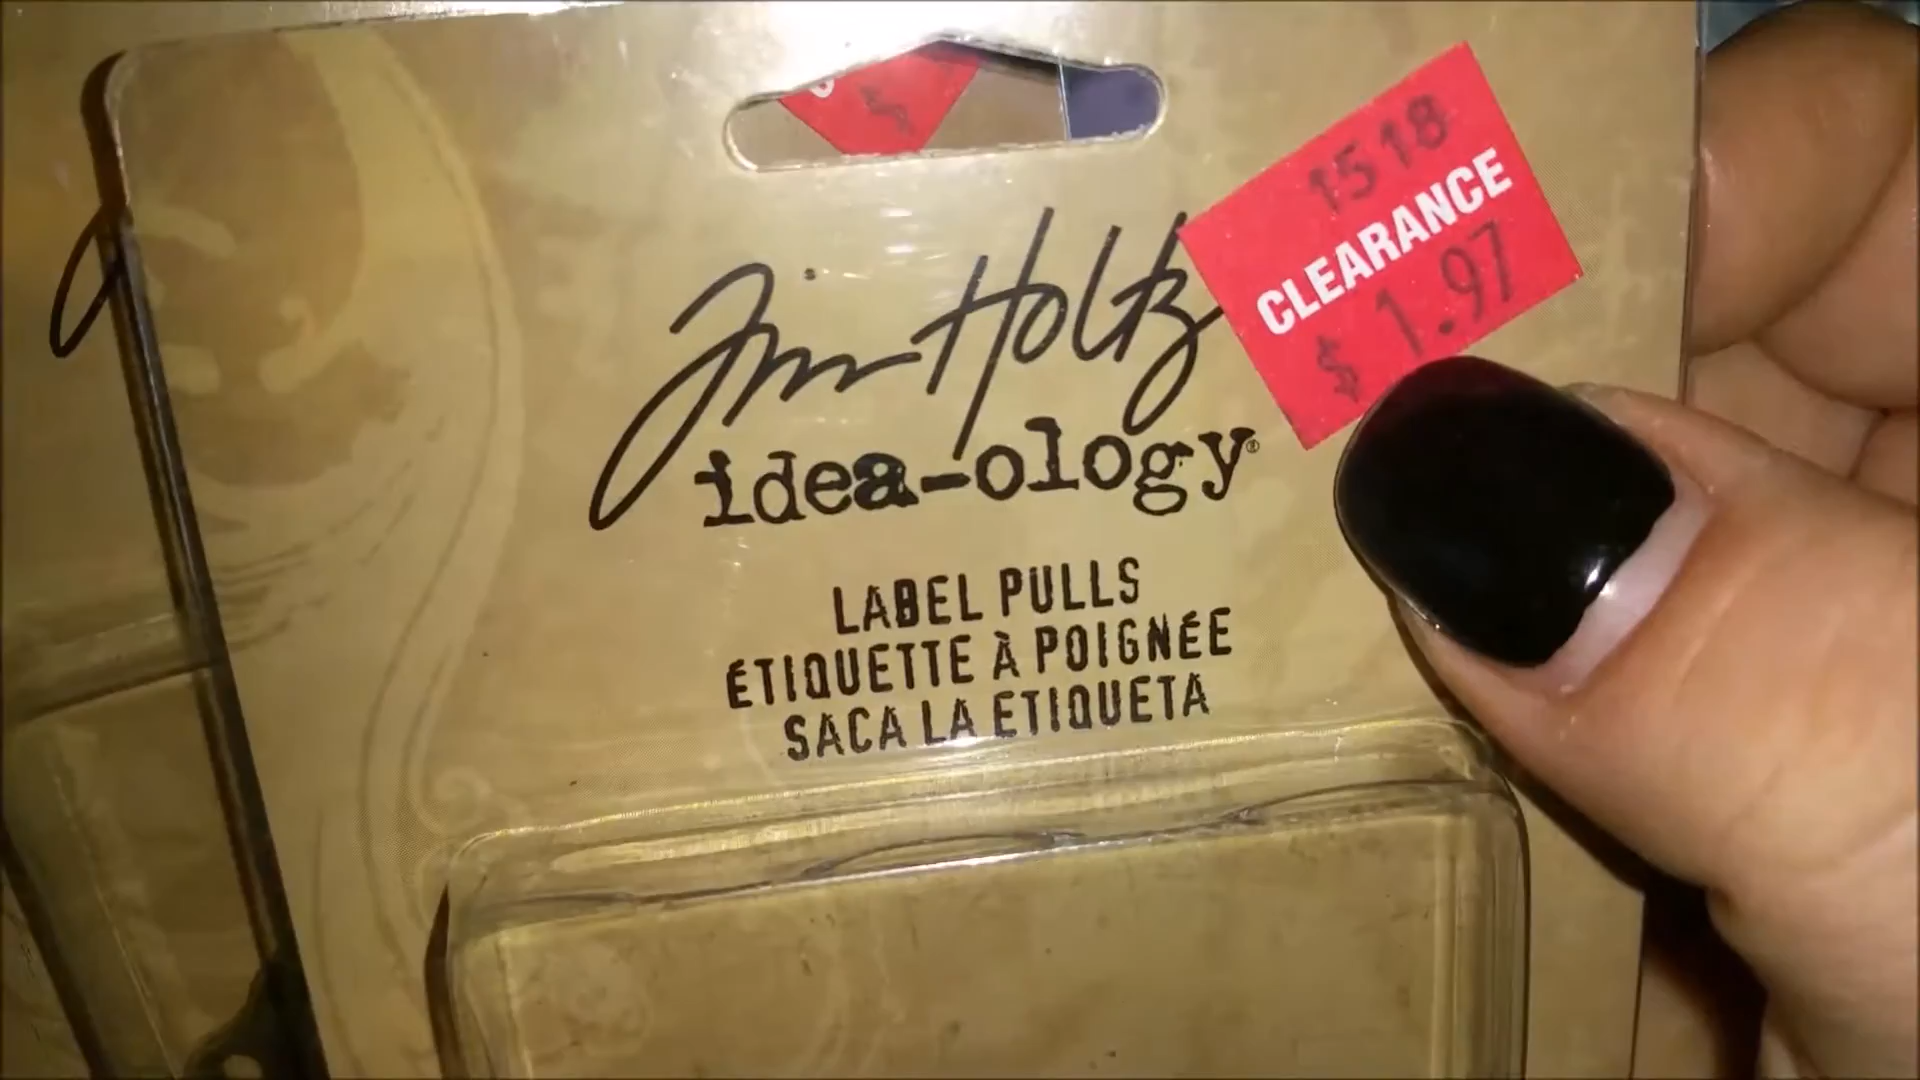 1518
CLEARANCE
$ 1.97
Tim Holtz
idea-ology®
LABEL PULLS
ÉTIQUETTE À POIGNÉE
SACA LA ETIQUETA
$